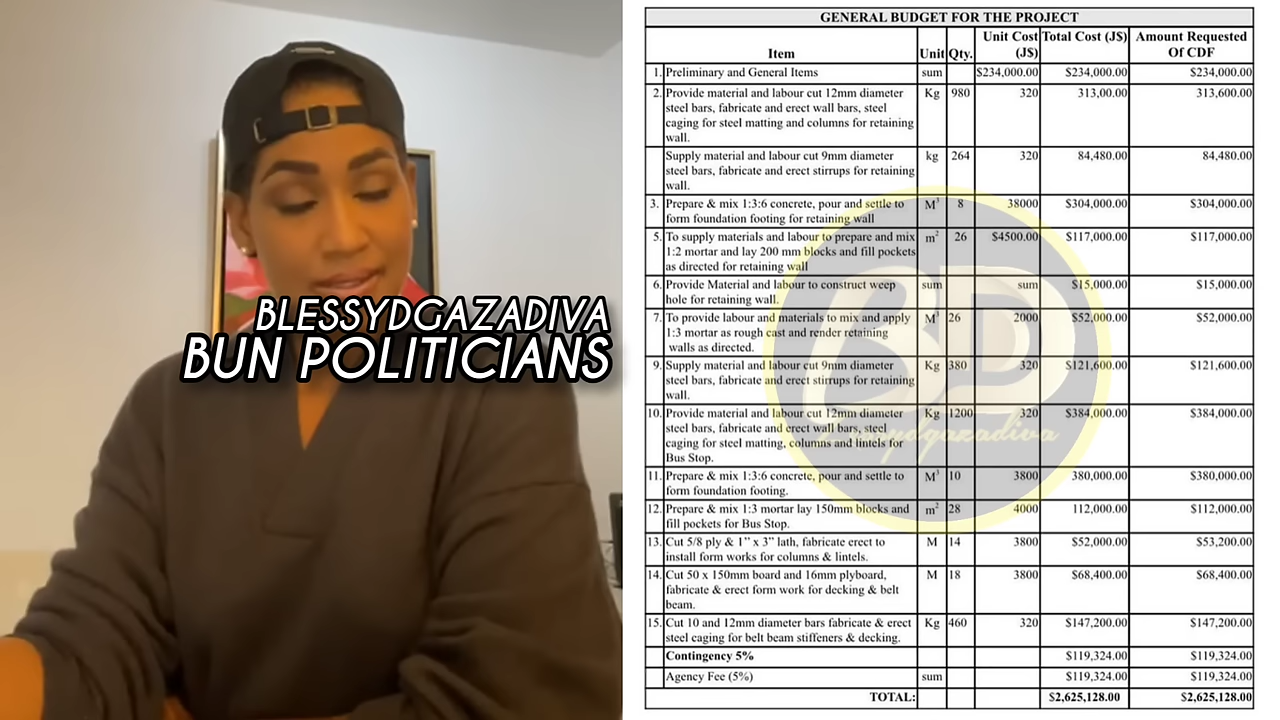 BLESSYDGAZADIVA
BUN POLITICIANS
GENERAL BUDGET FOR THE PROJECT
Item Unit Qty. Unit Cost (J$) Total Cost (J$) Amount Requested Of CDF
1. Preliminary and General Items sum $234,000.00 $234,000.00 $234,000.00
2. Provide material and labour cut 12mm diameter Kg 980 320 313,00.00 313,600.00
steel bars, fabricate and erect wall bars, steel
caging for steel matting and columns for retaining
wall.
Supply material and labour cut 9mm diameter kg 264 320 84,480.00 84,480.00
steel bars, fabricate and erect stirrups for retaining
wall.
3. Prepare & mix 1:3:6 concrete, pour and settle to M³ 8 38000 $304,000.00 $304,000.00
form foundation footing for retaining wall
5. To supply materials and labour to prepare and mix m² 26 $4500.00 $117,000.00 $117,000.00
1:2 mortar and lay 200 mm blocks and fill pockets
as directed for retaining wall
6. Provide Material and labour to construct weep sum sum $15,000.00 $15,000.00
hole for retaining wall.
7. To provide labour and materials to mix and apply M³ 26 2000 $52,000.00 $52,000.00
1:3 mortar as rough cast and render retaining
walls as directed.
9. Supply material and labour cut 9mm diameter Kg 380 320 $121,600.00 $121,600.00
steel bars, fabricate and erect stirrups for retaining
wall.
10. Provide material and labour cut 12mm diameter Kg 1200 320 $384,000.00 $384,000.00
steel bars, fabricate and erect wall bars, steel
caging for steel matting, columns and lintels for
Bus Stop.
11. Prepare & mix 1:3:6 concrete, pour and settle to M³ 10 3800 380,000.00 $380,000.00
form foundation footing.
12. Prepare & mix 1:3 mortar lay 150mm blocks and m² 28 4000 112,000.00 $112,000.00
fill pockets for Bus Stop.
13. Cut 5/8 ply & 1” x 3” lath, fabricate erect to M 14 3800 $52,000.00 $53,200.00
install form works for columns & lintels.
14. Cut 50 x 150mm board and 16mm plyboard, M 18 3800 $68,400.00 $68,400.00
fabricate & erect form work for decking & belt
beam.
15. Cut 10 and 12mm diameter bars fabricate & erect Kg 460 320 $147,200.00 $147,200.00
steel caging for belt beam stiffeners & decking.
Contingency 5% $119,324.00 $119,324.00
Agency Fee (5%) sum $119,324.00 $119,324.00
TOTAL: $2,625,128.00 $2,625,128.00
BD